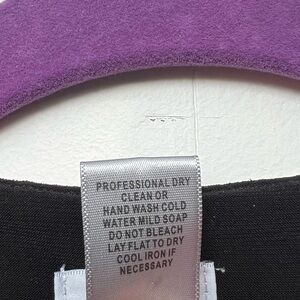 PROFESSIONAL DRY
CLEAN OR
HAND WASH COLD
WATER MILD SOAP
DO NOT BLEACH
LAY FLAT TO DRY
COOL IRON IF
NECESSARY